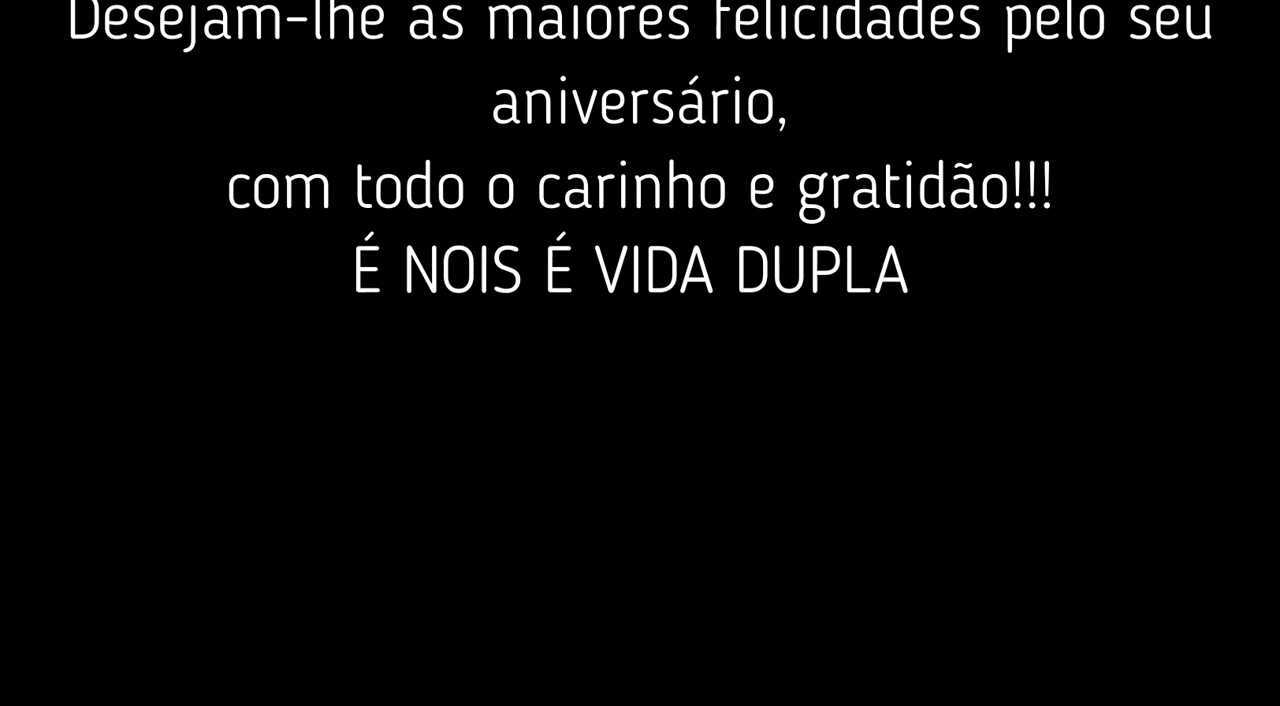 Desejam-lhe as maiores felicidades pelo seu
aniversário,
com todo o carinho e gratidão!!!
É NOIS É VIDA DUPLA